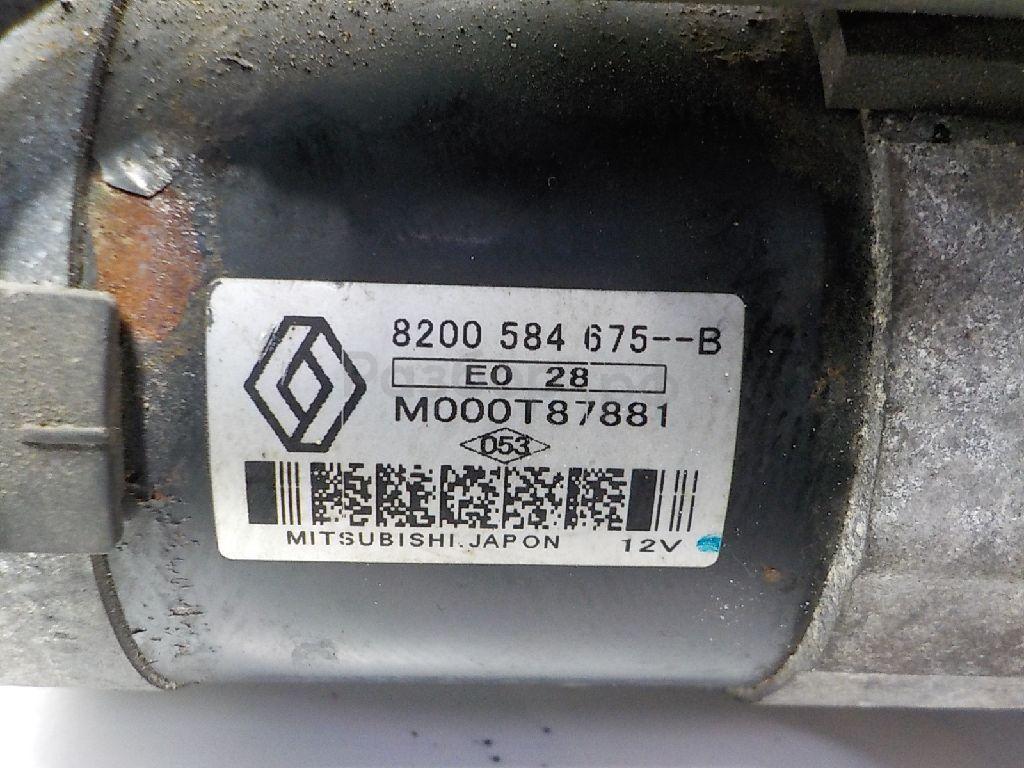 8200 584 675--B
E0 28
M000T87881
053
MITSUBISHI.JAPON 12V